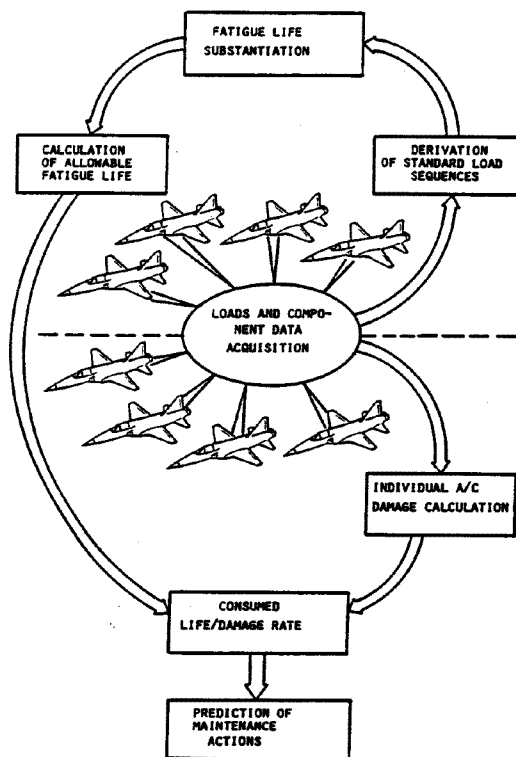 FATIGUE LIFE
SUBSTANTIATION
CALCULATION
OF ALLOWABLE
FATIGUE LIFE
DERIVATION
OF STANDARD LOAD
SEQUENCES
LOADS AND COMPO-
NENT DATA
ACQUISITION
INDIVIDUAL A/C
DAMAGE CALCULATION
CONSUMED
LIFE/DAMAGE RATE
PREDICTION OF
MAINTENANCE
ACTIONS